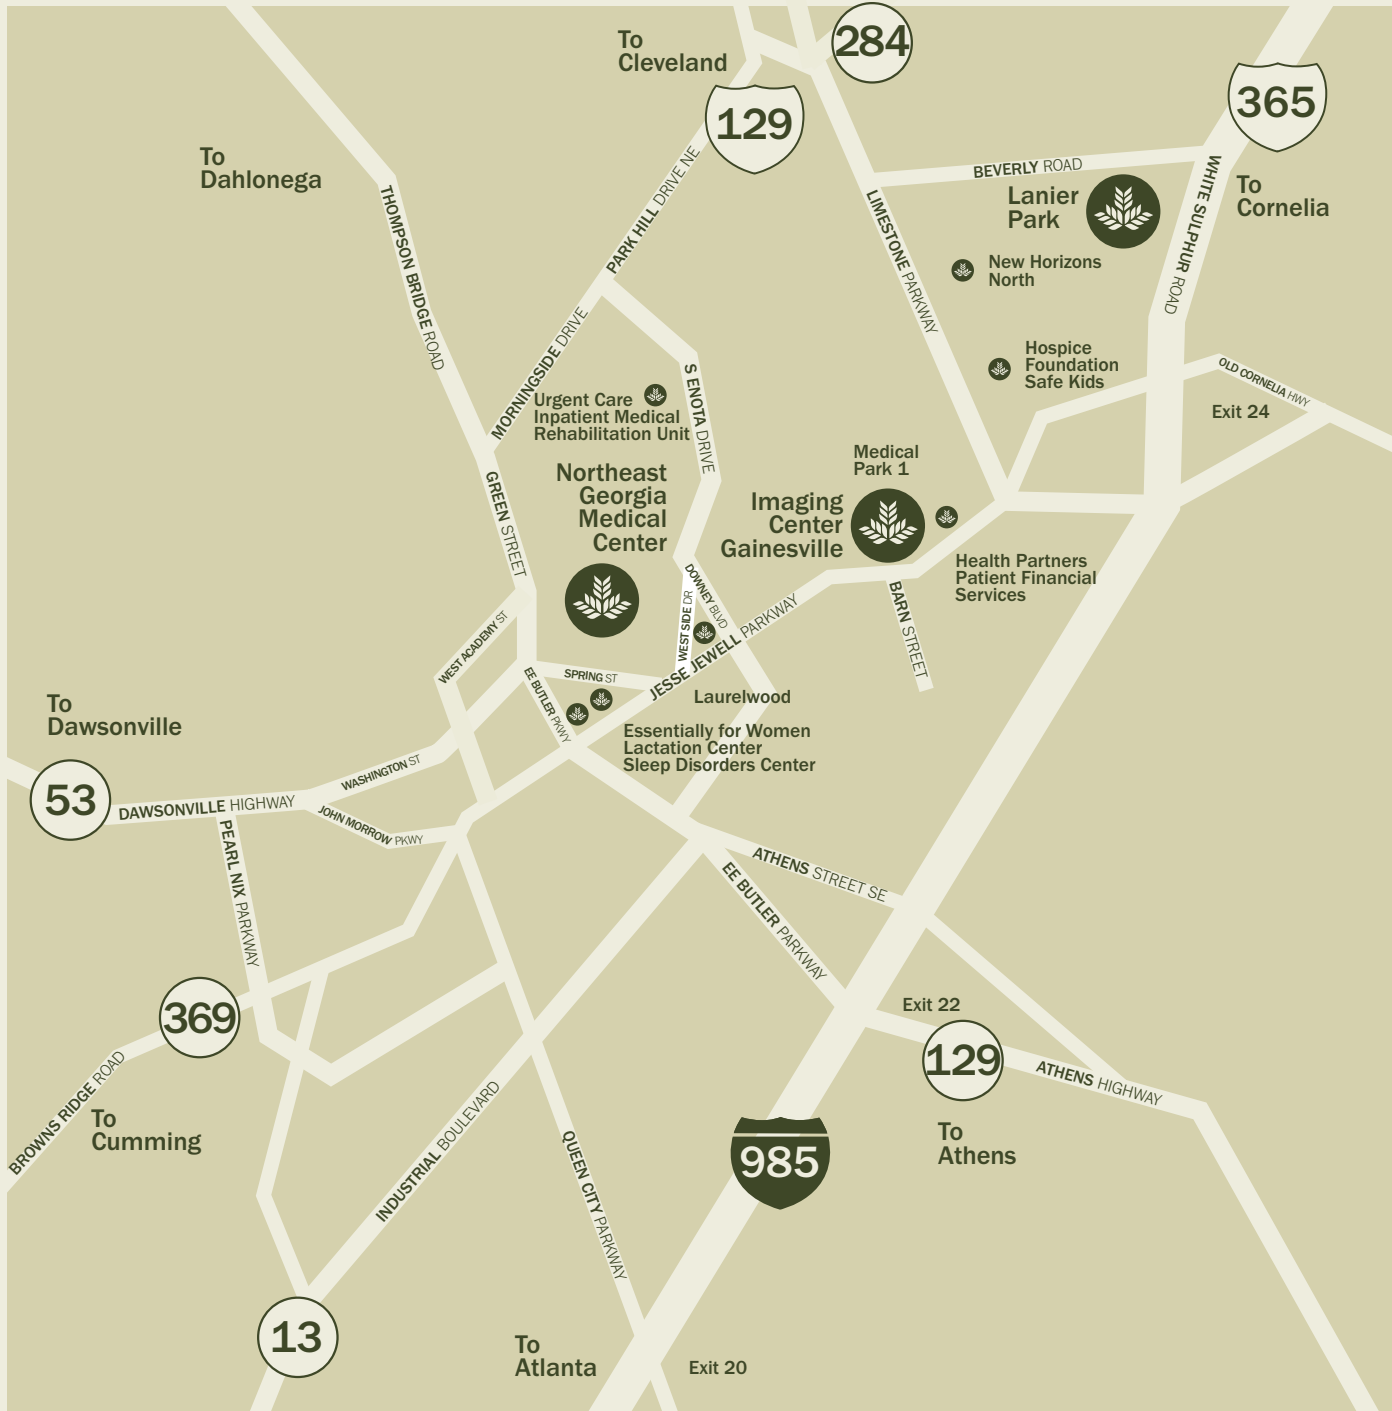 To
Cleveland
284
129
365
To
Dahlonega
To
Cornelia
BEVERLY ROAD
Lanier
Park
WHITE SULPHUR ROAD
THOMPSON BRIDGE ROAD
PARK HILL DRIVE NE
LIMESTONE PARKWAY
New Horizons
North
MORNINGSIDE DRIVE
Hospice
Foundation
Safe Kids
OLD CORNELIA HWY
Exit 24
S ENOTA DRIVE
Urgent Care
Inpatient Medical
Rehabilitation Unit
Medical
Park 1
Northeast
Georgia
Medical
Center
GREEN STREET
Imaging
Center
Gainesville
Health Partners
Patient Financial
Services
DOWNEY BLVD
WEST SIDE DR
BARN STREET
WEST ACADEMY ST
JESSE JEWELL PARKWAY
SPRING ST
EE BUTLER PKWY
Laurelwood
To
Dawsonville
Essentially for Women
Lactation Center
Sleep Disorders Center
WASHINGTON ST
53
DAWSONVILLE HIGHWAY
JOHN MORROW PKWY
PEARL NIX PARKWAY
ATHENS STREET SE
EE BUTLER PARKWAY
369
Exit 22
129
ATHENS HIGHWAY
BROWNS RIDGE ROAD
To
Cumming
To
Athens
INDUSTRIAL BOULEVARD
QUEEN CITY PARKWAY
985
13
To
Atlanta
Exit 20